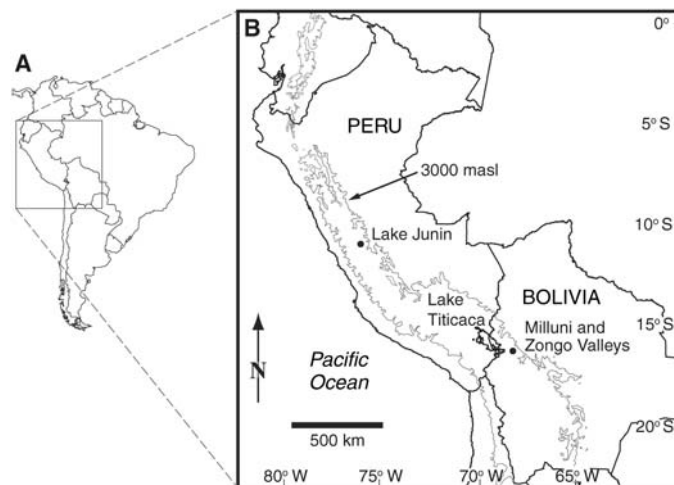 A
B
0°
PERU
5° S
3000 masl
10° S
Lake Junin
Lake
Titicaca
BOLIVIA
15° S
Milluni and
Zongo Valleys
N
Pacific
Ocean
500 km
20° S
80° W
75° W
70° W
65° W